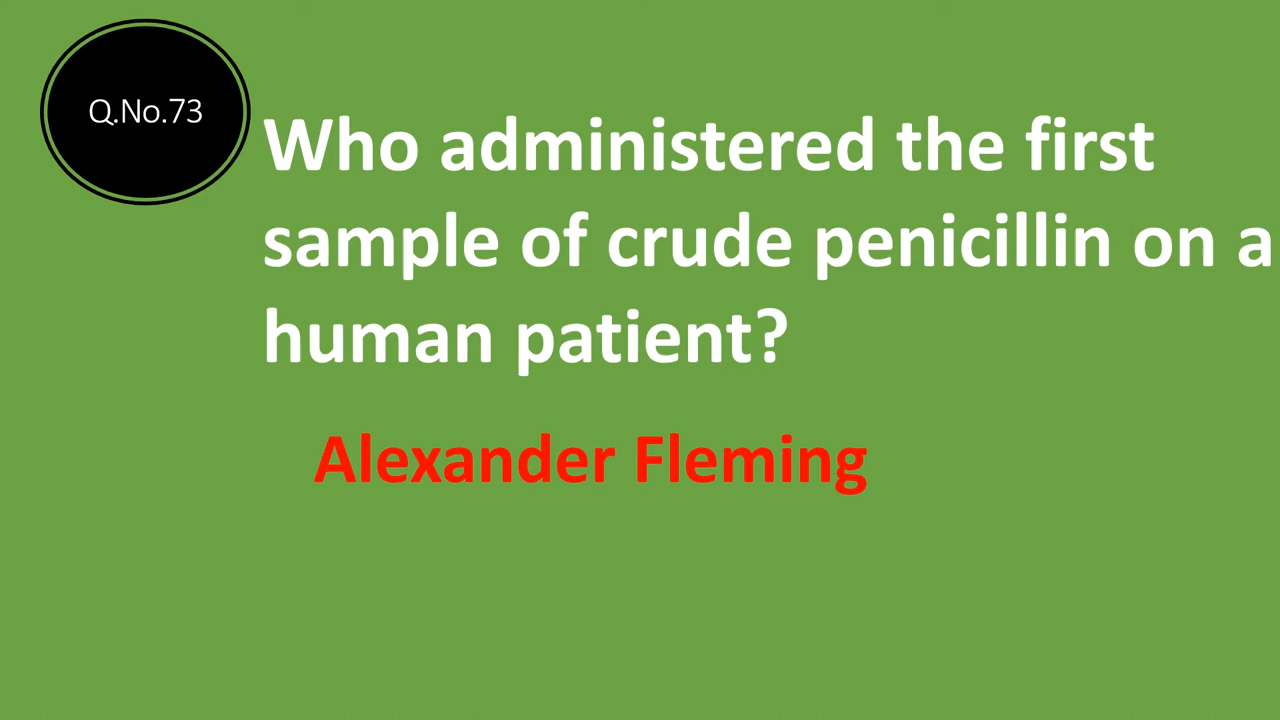 Q.No.73
Who administered the first
sample of crude penicillin on a
human patient?
Alexander Fleming